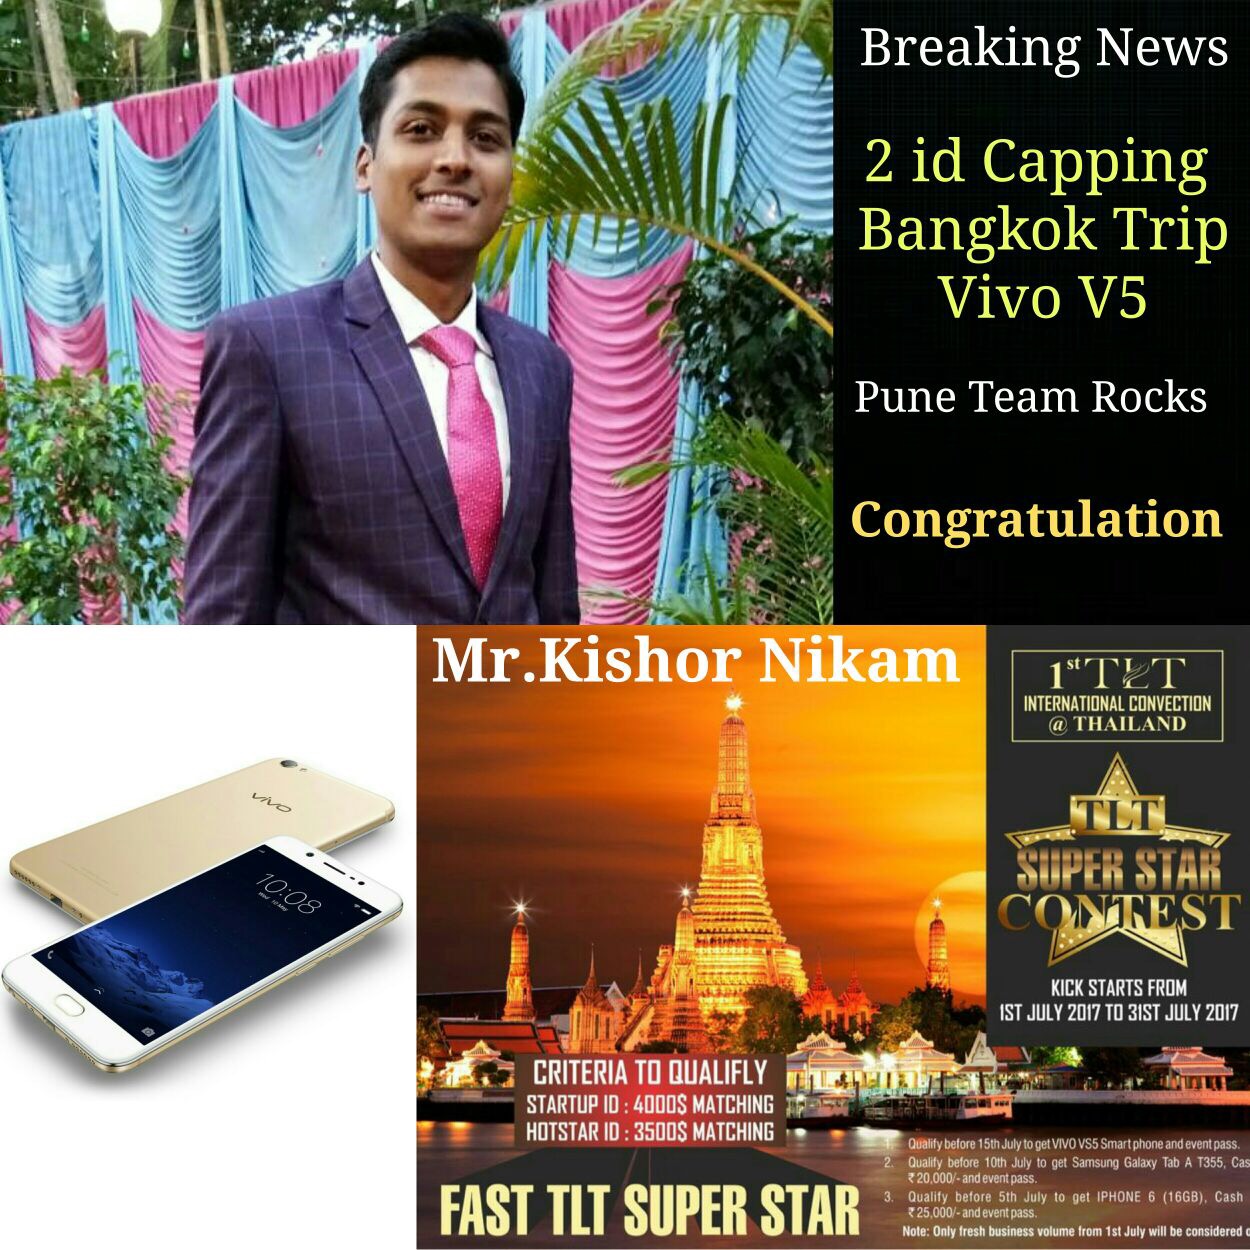 Breaking News
2 id Capping
Bangkok Trip
Vivo V5
Pune Team Rocks
Congratulation
vivo
10:08
Mr.Kishor Nikam
1st TLT
INTERNATIONAL CONVECTION
@ THAILAND
TLT
SUPER STAR
CONTEST
KICK STARTS FROM
1ST JULY 2017 TO 31ST JULY 2017
CRITERIA TO QUALIFLY
STARTUP ID : 4000$ MATCHING
HOTSTAR ID : 3500$ MATCHING
FAST TLT SUPER STAR
1. Qualify before 15th July to get VIVO VS5 Smart phone and event pass.
2. Qualify before 10th July to get Samsung Galaxy Tab A T355, Cas
₹ 20,000/- and event pass.
3. Qualify before 5th July to get IPHONE 6 (16GB), Cash
₹ 25,000/- and event pass.
Note: Only fresh business volume from 1st July will be considered